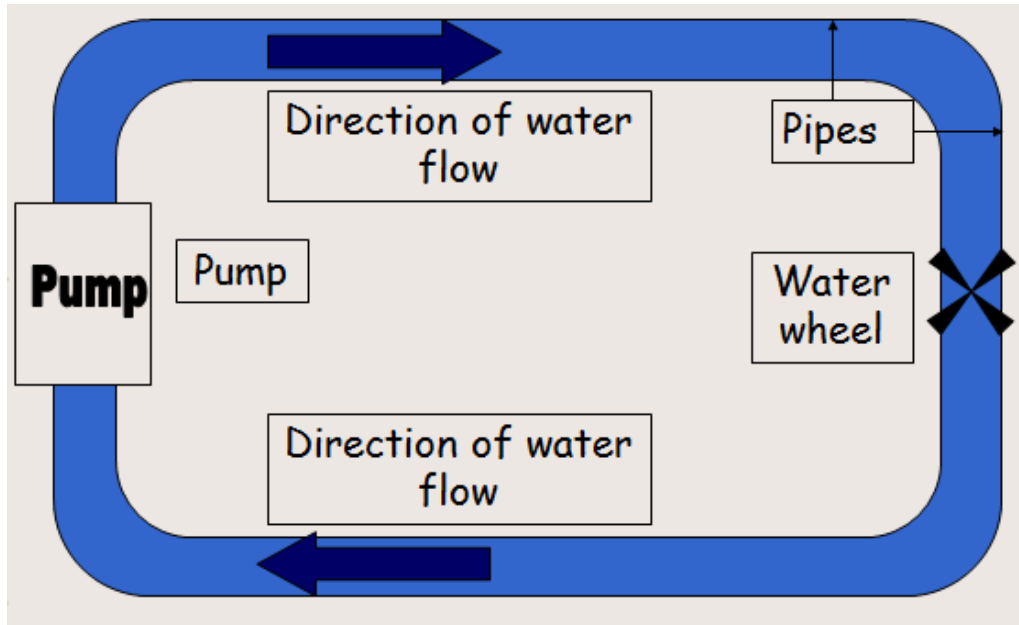 Direction of water
flow
Pipes
Pump
Pump
Water
wheel
Direction of water
flow